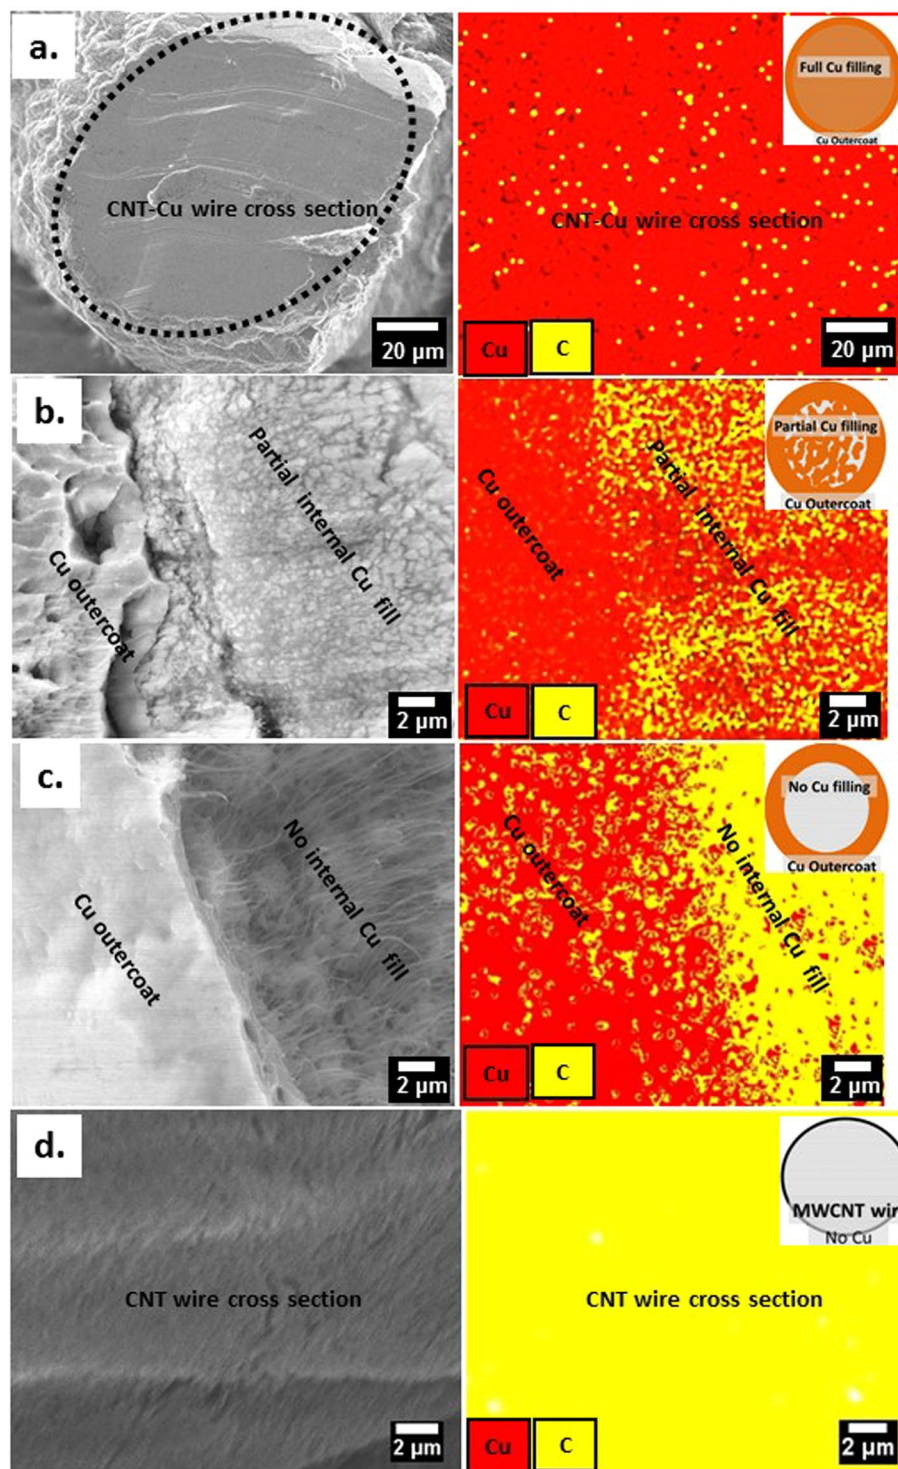 a.
CNT-Cu wire cross section
20 μm
Full Cu filling
Cu Outercoat
CNT-Cu wire cross section
Cu
C
20 μm
b.
Cu outercoat
Partial internal Cu fill
2 μm
Partial Cu filling
Cu Outercoat
Cu outercoat
Partial internal Cu fill
Cu
C
2 μm
c.
Cu outercoat
No internal Cu fill
2 μm
No Cu filling
Cu Outercoat
Cu outercoat
No internal Cu fill
Cu
C
2 μm
d.
CNT wire cross section
2 μm
MWCNT wir
No Cu
CNT wire cross section
Cu
C
2 μm